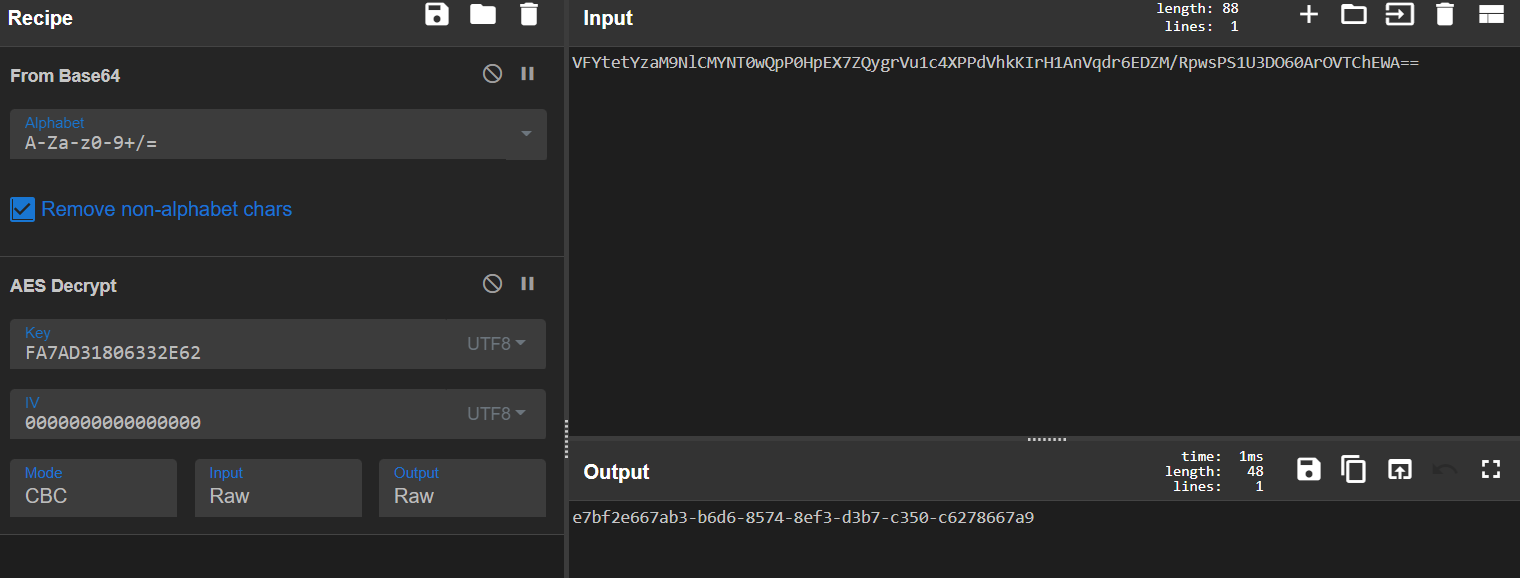 Recipe
From Base64
Alphabet
A-Za-z0-9+/=
Remove non-alphabet chars
AES Decrypt
Key
FA7AD31806332E62
UTF8
IV
0000000000000000
UTF8
Mode
CBC
Input
Raw
Output
Raw
Input
length: 88
lines: 1
VFYtetYzaM9NlCMYNT0wQpP0HpEX7ZQygrVu1c4XPPdVhkKIrH1AnVqdr6EDZM/RpwsPS1U3DO60ArOVTChEWA==
Output
time: 1ms
length: 48
lines: 1
e7bf2e667ab3-b6d6-8574-8ef3-d3b7-c350-c6278667a9